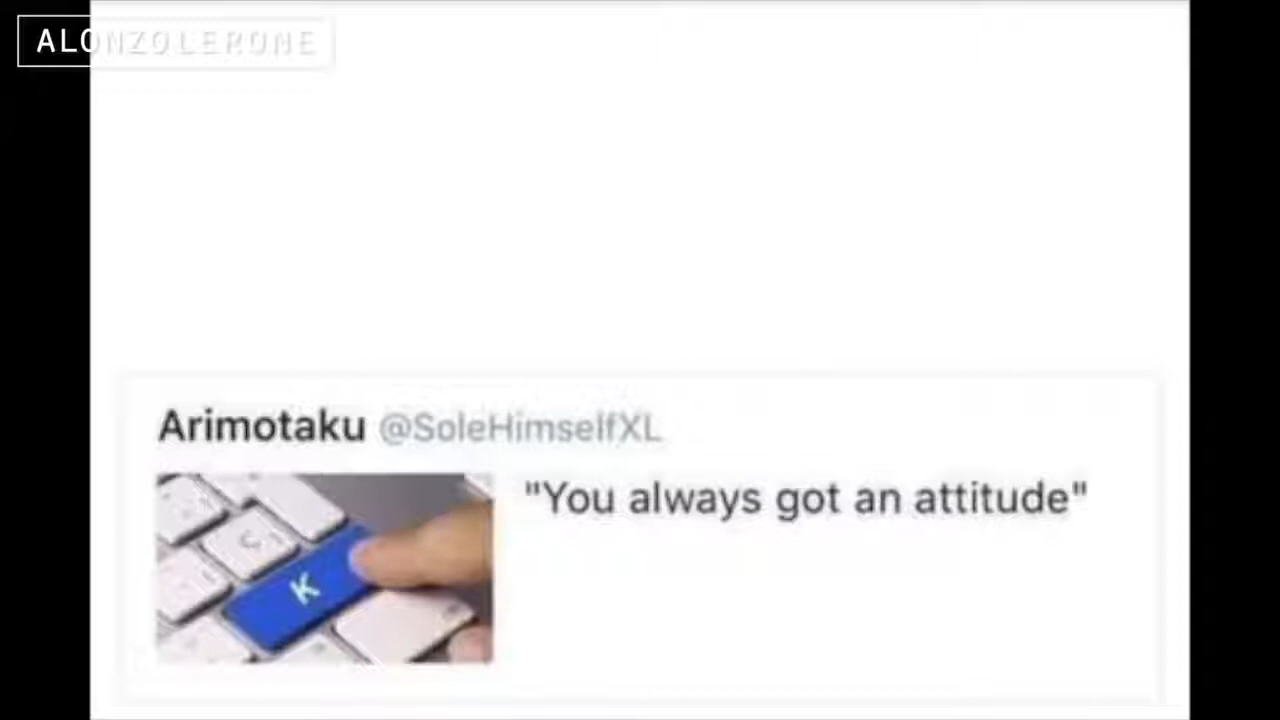 ALONZOLERONE
Arimotaku @SoleHimselfXL
"You always got an attitude"
K